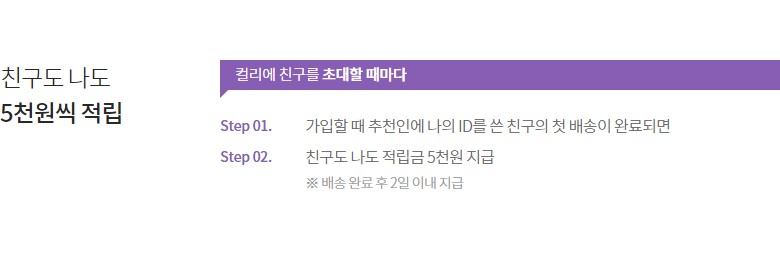 친구도 나도
5천원씩 적립
컬리에 친구를 초대할 때마다
Step 01. 가입할 때 추천인에 나의 ID를 쓴 친구의 첫 배송이 완료되면
Step 02. 친구도 나도 적립금 5천원 지급
※ 배송 완료 후 2일 이내 지급